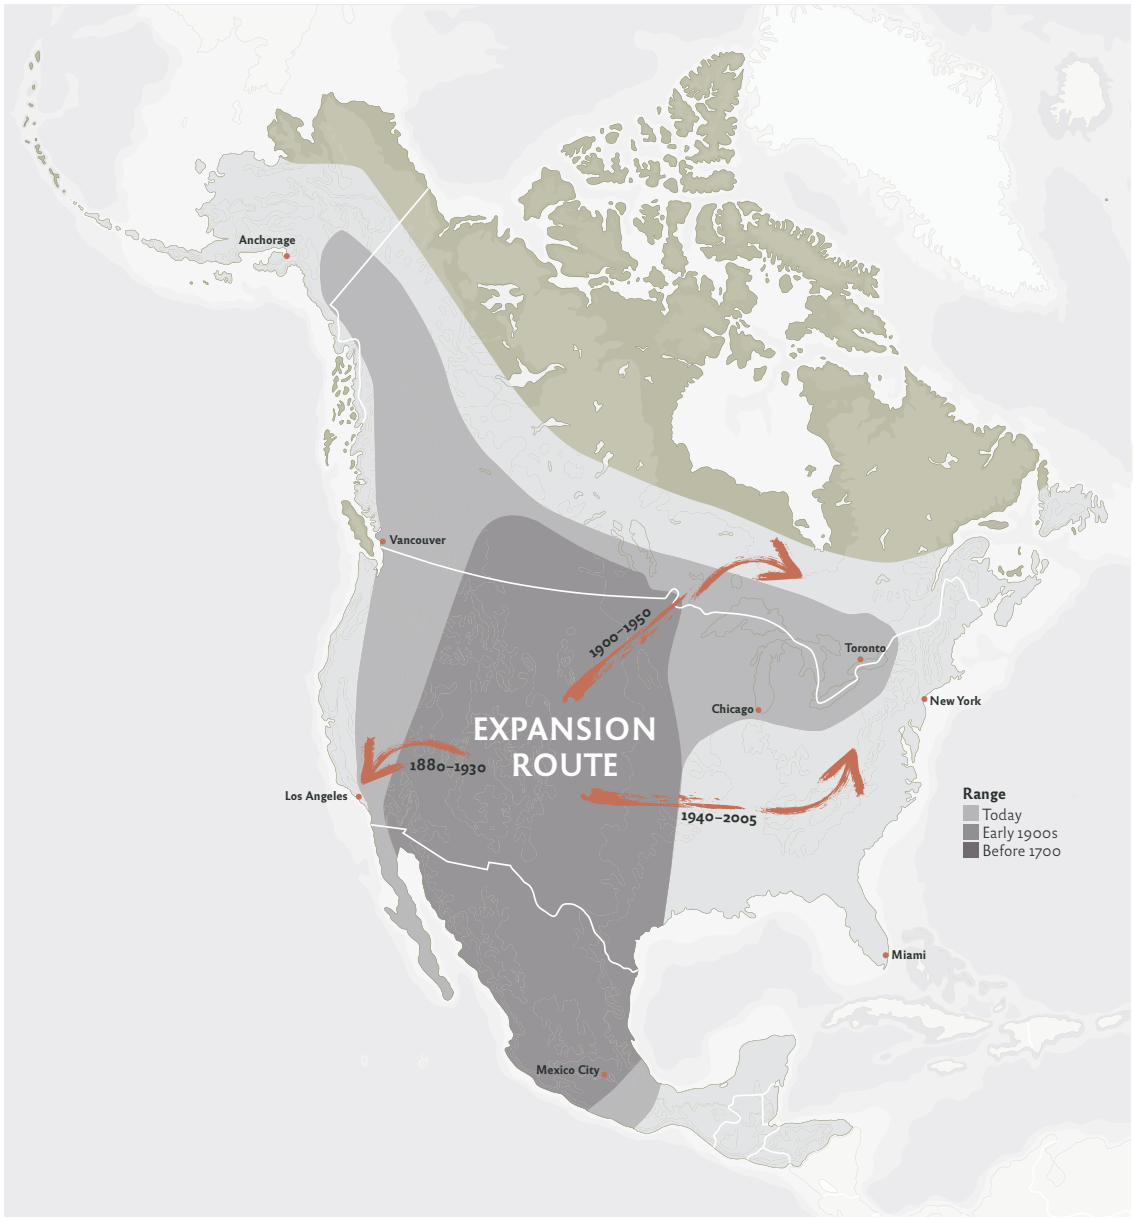 Anchorage
Vancouver
1900–1950
Toronto
New York
Chicago
EXPANSION
ROUTE
1880–1930
Los Angeles
1940–2005
Range
Today
Early 1900s
Before 1700
Miami
Mexico City